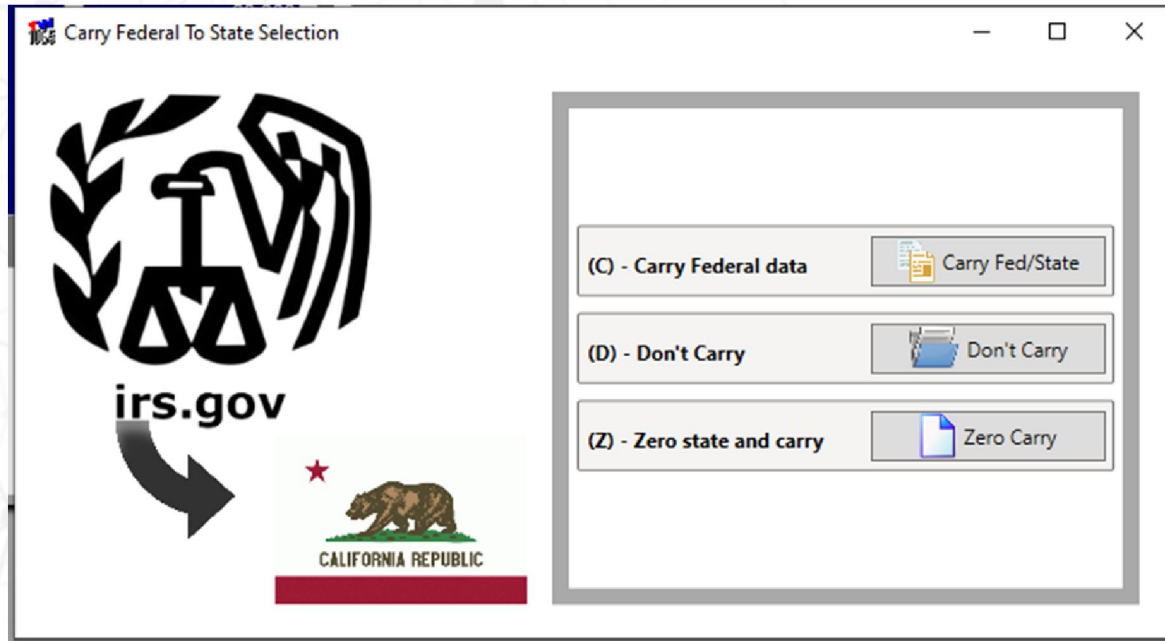 Carry Federal To State Selection
irs.gov
CALIFORNIA REPUBLIC
(C) - Carry Federal data
Carry Fed/State
(D) - Don't Carry
Don't Carry
(Z) - Zero state and carry
Zero Carry